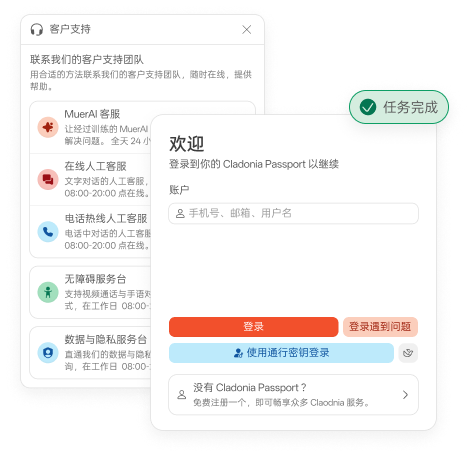 客户支持
联系我们的客户支持团队
用合适的方法联系我们的客户支持团队，随时在线，提供
帮助。
MuerAI 客服
让经过训练的 MuerAI
解决问题。 全天 24 小
在线人工客服
文字对话的人工客服，
08:00-20:00 点在线。
电话热线人工客服
电话中对话的人工客服
08:00-20:00 点在线。
无障碍服务台
支持视频通话与手语对
式，在工作日 08:00-
数据与隐私服务台
直通我们的数据与隐私
询，在工作日 08:00-
任务完成
欢迎
登录到你的 Cladonia Passport 以继续
账户
手机号、邮箱、用户名
登录
登录遇到问题
使用通行密钥登录
没有 Cladonia Passport？
免费注册一个，即可畅享众多 Claodnia 服务。